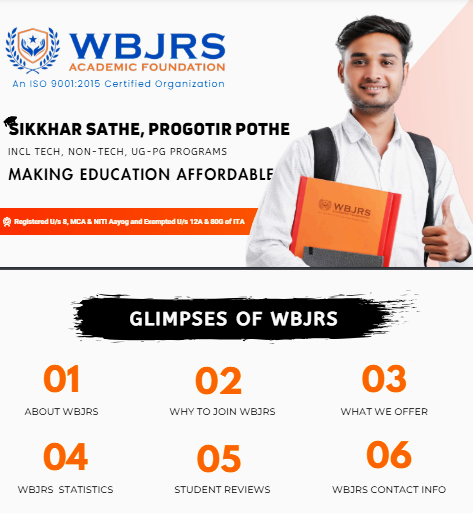 WBJRS
ACADEMIC FOUNDATION
An ISO 9001:2015 Certified Organization
SIKKHAR SATHE, PROGOTIR POTHE
INCL TECH, NON-TECH, UG-PG PROGRAMS
MAKING EDUCATION AFFORDABLE
Registered U/s 8, MCA & NITI Aayog and Exempted U/s 12A & 80G of ITA
WBJRS
GLIMPSES OF WBJRS
01 02 03
ABOUT WBJRS WHY TO JOIN WBJRS WHAT WE OFFER
04 05 06
WBJRS STATISTICS STUDENT REVIEWS WBJRS CONTACT INFO